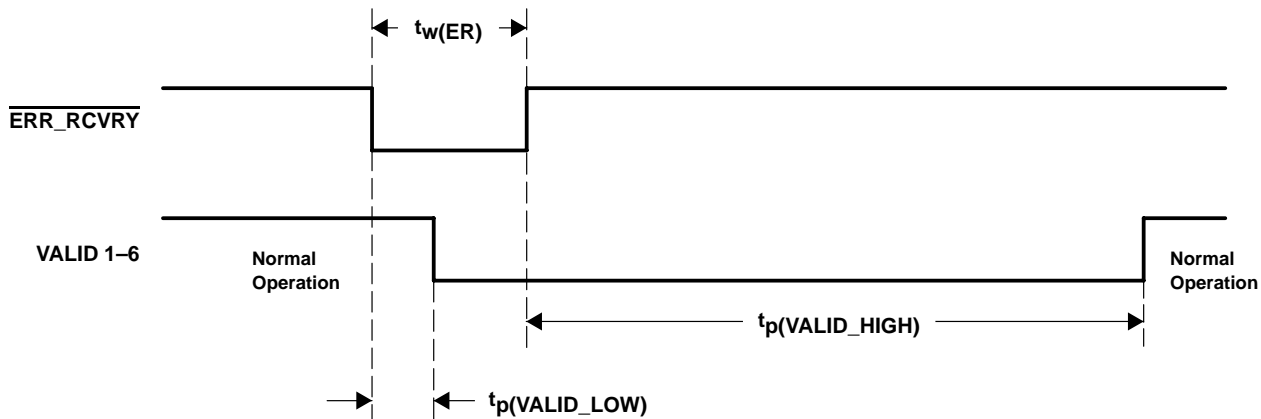 tw(ER)
ERR_RCVRY
VALID 1–6
Normal
Operation
Normal
Operation
tp(VALID_HIGH)
tp(VALID_LOW)